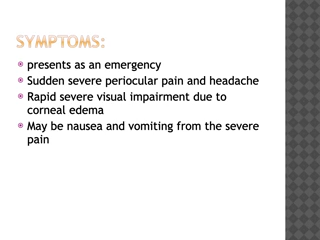 SYMPTOMS:
presents as an emergency
Sudden severe periocular pain and headache
Rapid severe visual impairment due to
corneal edema
May be nausea and vomiting from the severe
pain